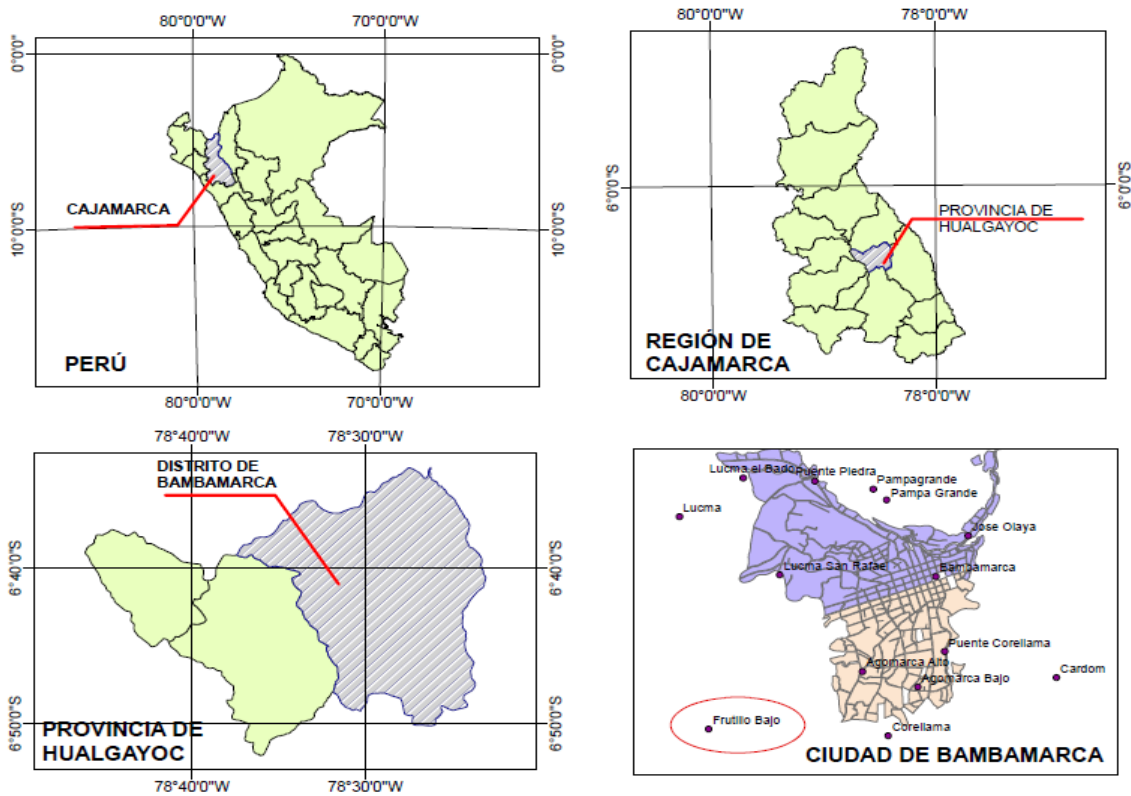 80°0'0"W 70°0'0"W
0°0'0" 0°0'0"
CAJAMARCA
10°0'0"S 10°0'0"S
PERÚ
80°0'0"W 70°0'0"W
80°0'0"W 78°0'0"W
6°0'0"S 6°0'0"S
PROVINCIA DE
HUALGAYOC
REGIÓN DE
CAJAMARCA
80°0'0"W 78°0'0"W
78°40'0"W 78°30'0"W
DISTRITO DE
BAMBAMARCA
6°40'0"S 6°40'0"S
6°50'0"S 6°50'0"S
PROVINCIA DE
HUALGAYOC
78°40'0"W 78°30'0"W
Lucma el Bado
Puente Piedra
Pampagrande
Pampa Grande
Lucma
Jose Olaya
Lucma San Rafael
Bambamarca
Puente Corellama
Agomarca Alto
Cardom
Agomarca Bajo
Frutillo Bajo
Corellama
CIUDAD DE BAMBAMARCA